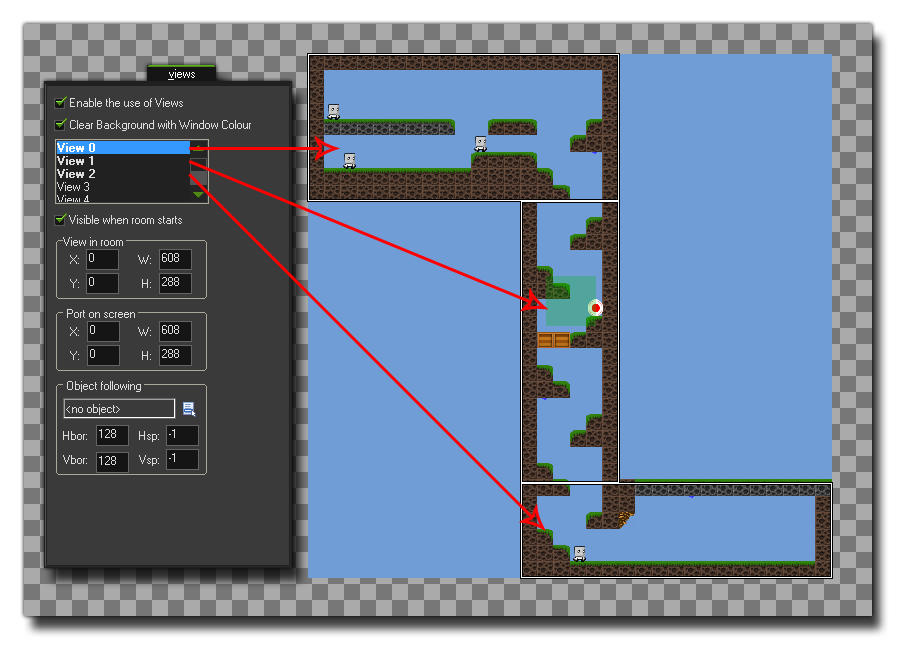 views
Enable the use of Views
Clear Background with Window Colour
View 0
View 1
View 2
View 3
View 4
Visible when room starts
View in room
X: 0 W: 608
Y: 0 H: 288
Port on screen
X: 0 W: 608
Y: 0 H: 288
Object following
<no object>
Hbor: 128 Hsp: -1
Vbor: 128 Vsp: -1